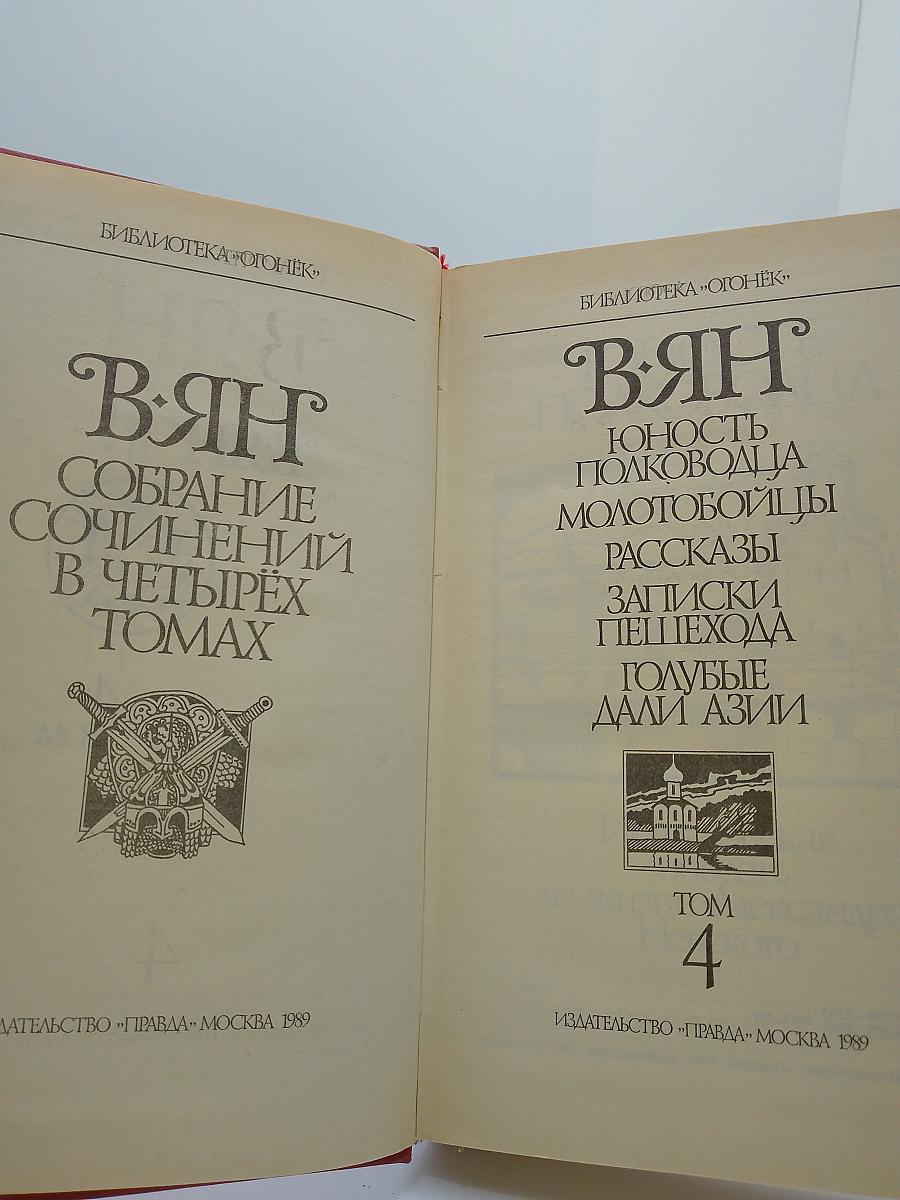 БИБЛИОТЕКА „ОГОНЁК"
В·ЯН
СОБРАНИЕ
СОЧИНЕНИЙ
В ЧЕТЫРЁХ
ТОМАХ
ДАТЕЛЬСТВО „ПРАВДА" МОСКВА 1989
БИБЛИОТЕКА „ОГОНЁК"
В·ЯН
ЮНОСТЬ
ПОЛКОВОДЦА
МОЛОТОБОЙЦЫ
РАССКАЗЫ
ЗАПИСКИ
ПЕШЕХОДА
ГОЛУБЫЕ
ДАЛИ АЗИИ
ТОМ
4
ИЗДАТЕЛЬСТВО „ПРАВДА" МОСКВА 1989